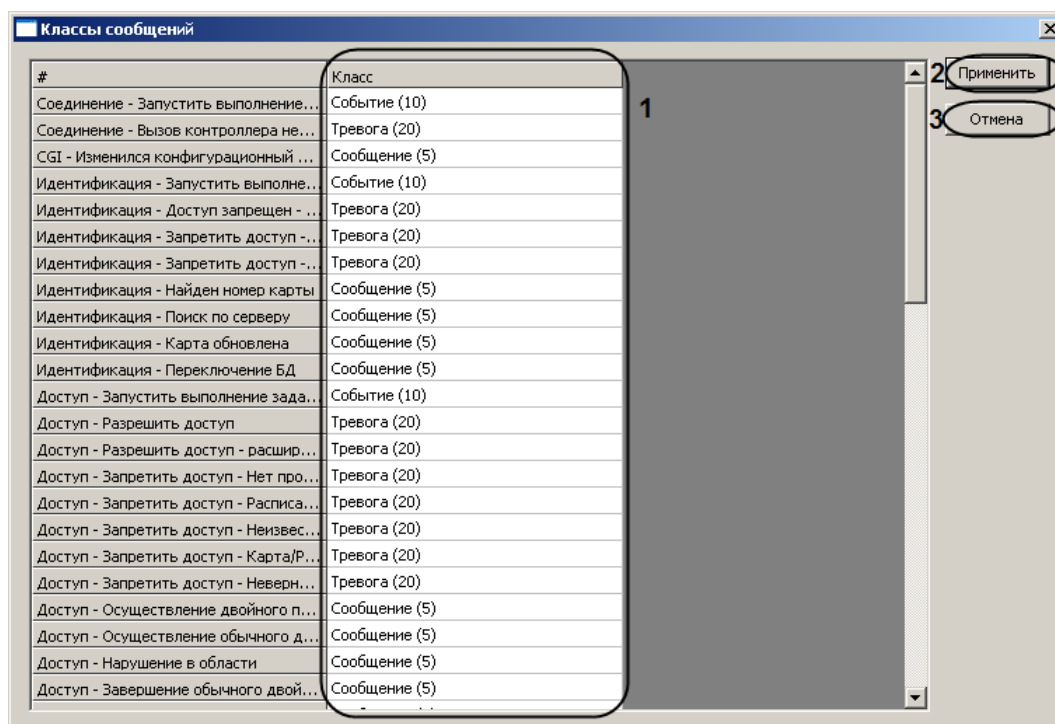 Классы сообщений
# Класс
Соединение - Запустить выполнение... Событие (10)
Соединение - Вызов контроллера не... Тревога (20)
CGI - Изменился конфигурационный ... Сообщение (5)
Идентификация - Запустить выполне... Событие (10)
Идентификация - Доступ запрещен - ... Тревога (20)
Идентификация - Запретить доступ -... Тревога (20)
Идентификация - Запретить доступ -... Тревога (20)
Идентификация - Найден номер карты Сообщение (5)
Идентификация - Поиск по серверу Сообщение (5)
Идентификация - Карта обновлена Сообщение (5)
Идентификация - Переключение БД Сообщение (5)
Доступ - Запустить выполнение зада... Событие (10)
Доступ - Разрешить доступ Тревога (20)
Доступ - Разрешить доступ - расшир... Тревога (20)
Доступ - Запретить доступ - Нет про... Тревога (20)
Доступ - Запретить доступ - Расписа... Тревога (20)
Доступ - Запретить доступ - Неизвес... Тревога (20)
Доступ - Запретить доступ - Карта/Р... Тревога (20)
Доступ - Запретить доступ - Неверн... Тревога (20)
Доступ - Осуществление двойного п... Сообщение (5)
Доступ - Осуществление обычного д... Сообщение (5)
Доступ - Нарушение в области Сообщение (5)
Доступ - Завершение обычного двой... Сообщение (5)
1
2 Применить
3 Отмена